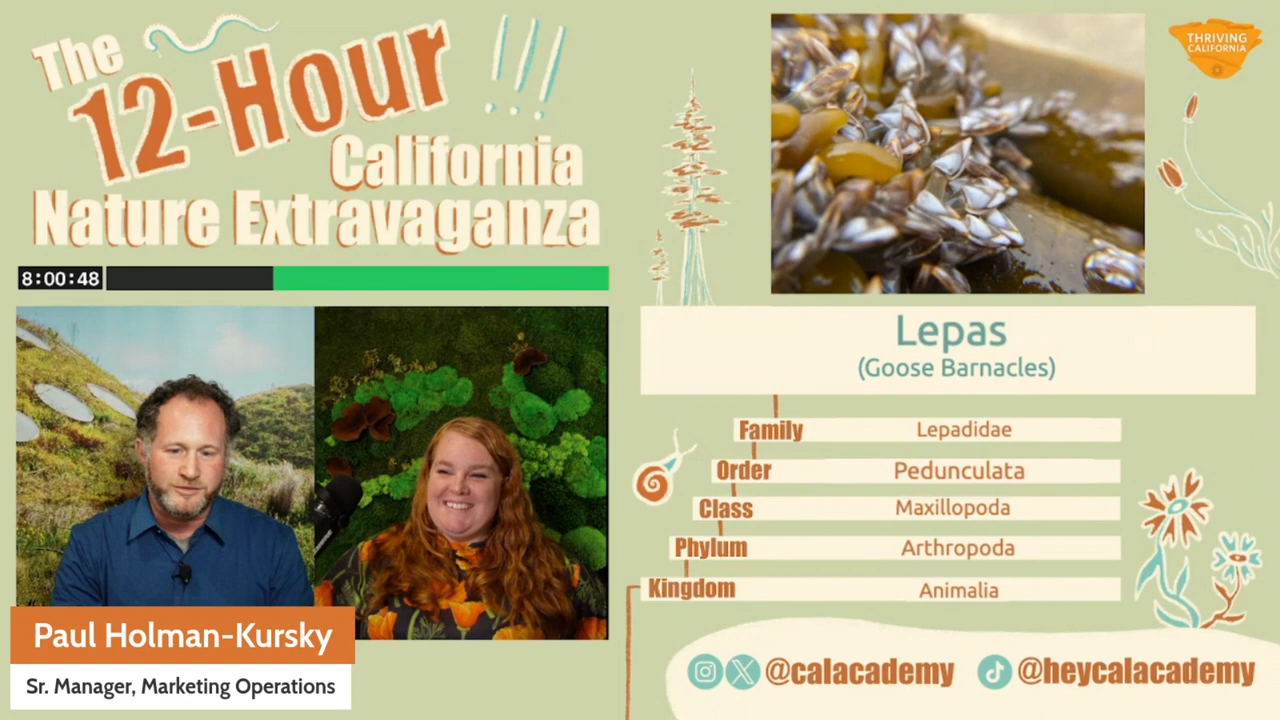 The
12-Hour !!!
California
Nature Extravaganza
8:00:48
Paul Holman-Kursky
Sr. Manager, Marketing Operations
THRIVING
CALIFORNIA
Lepas
(Goose Barnacles)
Family Lepadidae
Order Pedunculata
Class Maxillopoda
Phylum Arthropoda
Kingdom Animalia
@calacademy @heycalacademy